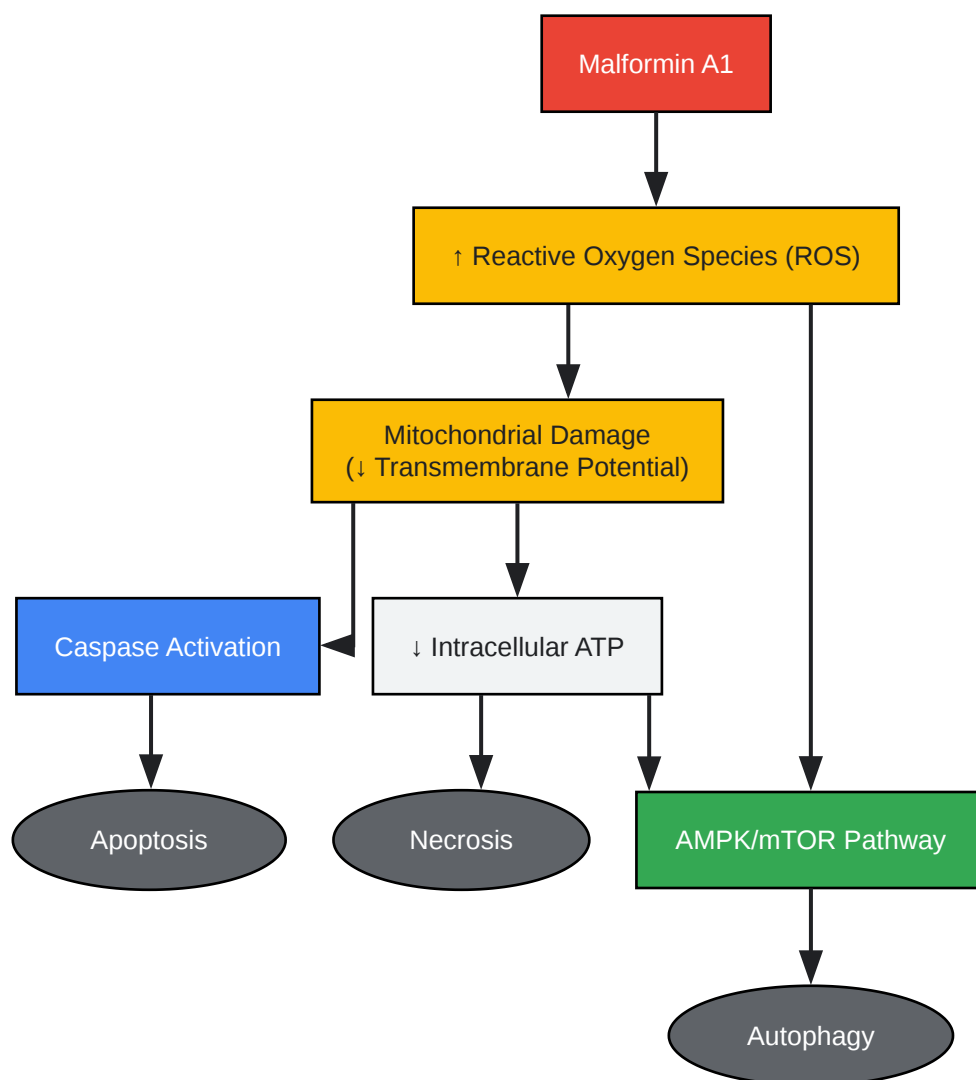 Malformin A1
↑ Reactive Oxygen Species (ROS)
Mitochondrial Damage
(↓ Transmembrane Potential)
Caspase Activation
↓ Intracellular ATP
Apoptosis
Necrosis
AMPK/mTOR Pathway
Autophagy